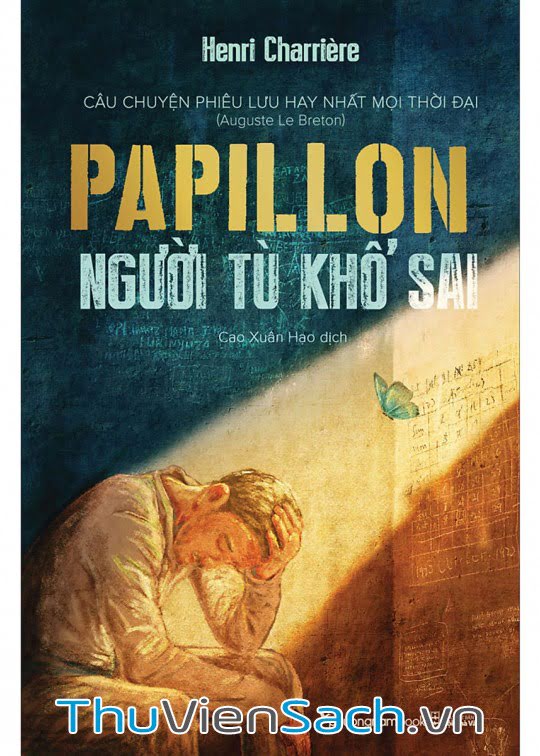 Henri Charrière
CÂU CHUYỆN PHIÊU LƯU HAY NHẤT MỌI THỜI ĐẠI
(Auguste Le Breton)
PAPILLON
NGƯỜI TÙ KHỔ SAI
Cao Xuân Hạo dịch
ThuVienSach.vn